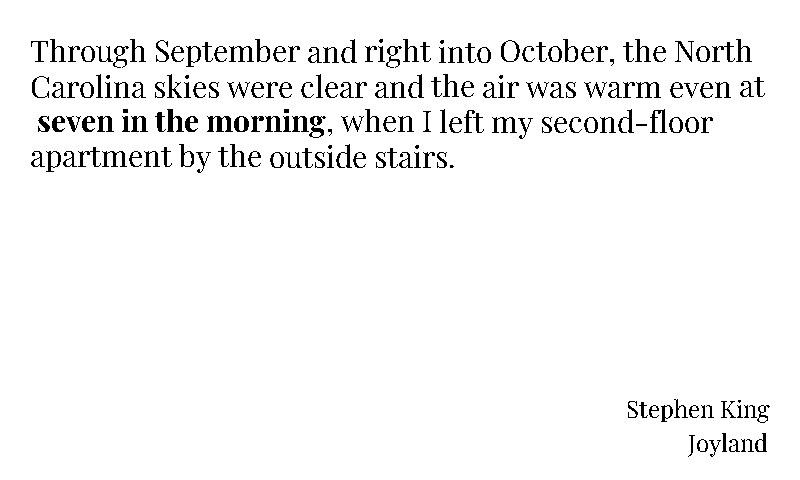 Through September and right into October, the North
Carolina skies were clear and the air was warm even at
seven in the morning, when I left my second-floor
apartment by the outside stairs.
Stephen King
Joyland